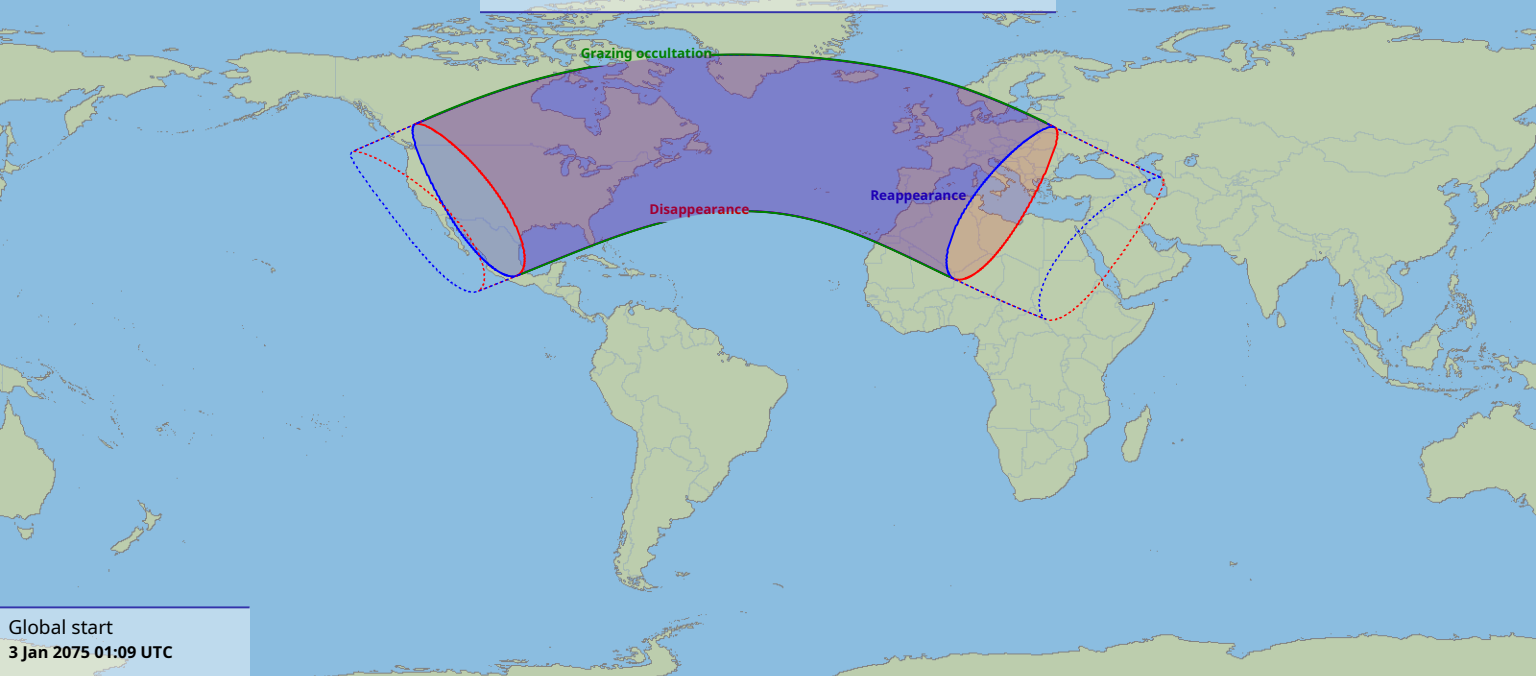 Grazing occultation
Reappearance
Disappearance
Global start
3 Jan 2075 01:09 UTC